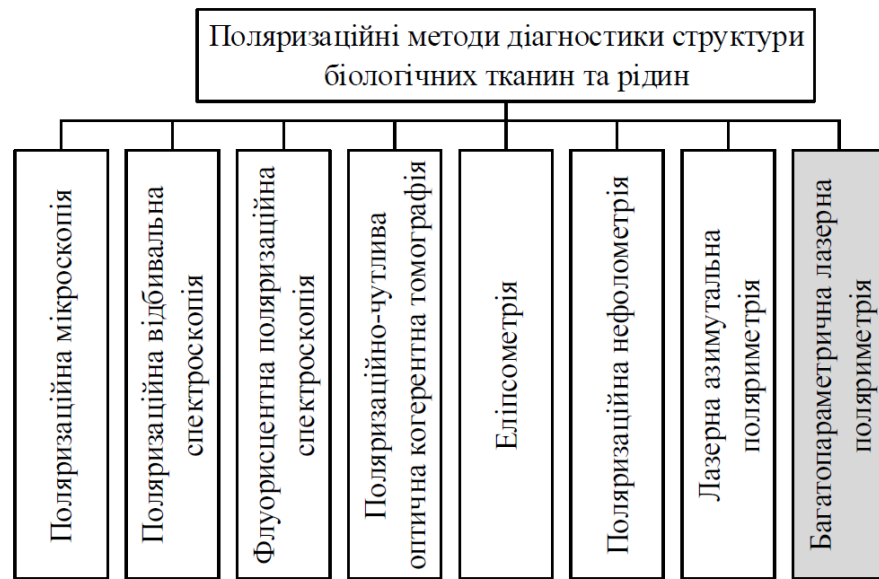 Поляризаційні методи діагностики структури
біологічних тканин та рідин
Поляризаційна мікроскопія
Поляризаційна відбивальна
спектроскопія
Флуорисцентна поляризаційна
спектроскопія
Поляризаційно-чутлива
оптична когерентна томографія
Еліпсометрія
Поляризаційна нефолометрія
Лазерна азимутальна
поляриметрія
Багатопараметрична лазерна
поляриметрія